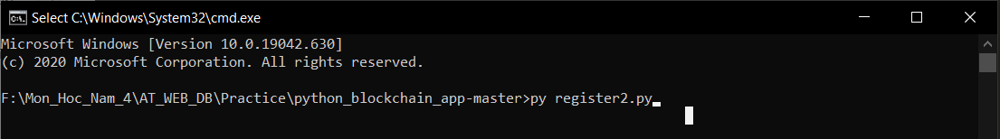 Select C:\Windows\System32\cmd.exe
Microsoft Windows [Version 10.0.19042.630]
(c) 2020 Microsoft Corporation. All rights reserved.
F:\Mon_Hoc_Nam_4\AT_WEB_DB\Practice\python_blockchain_app-master>py register2.py